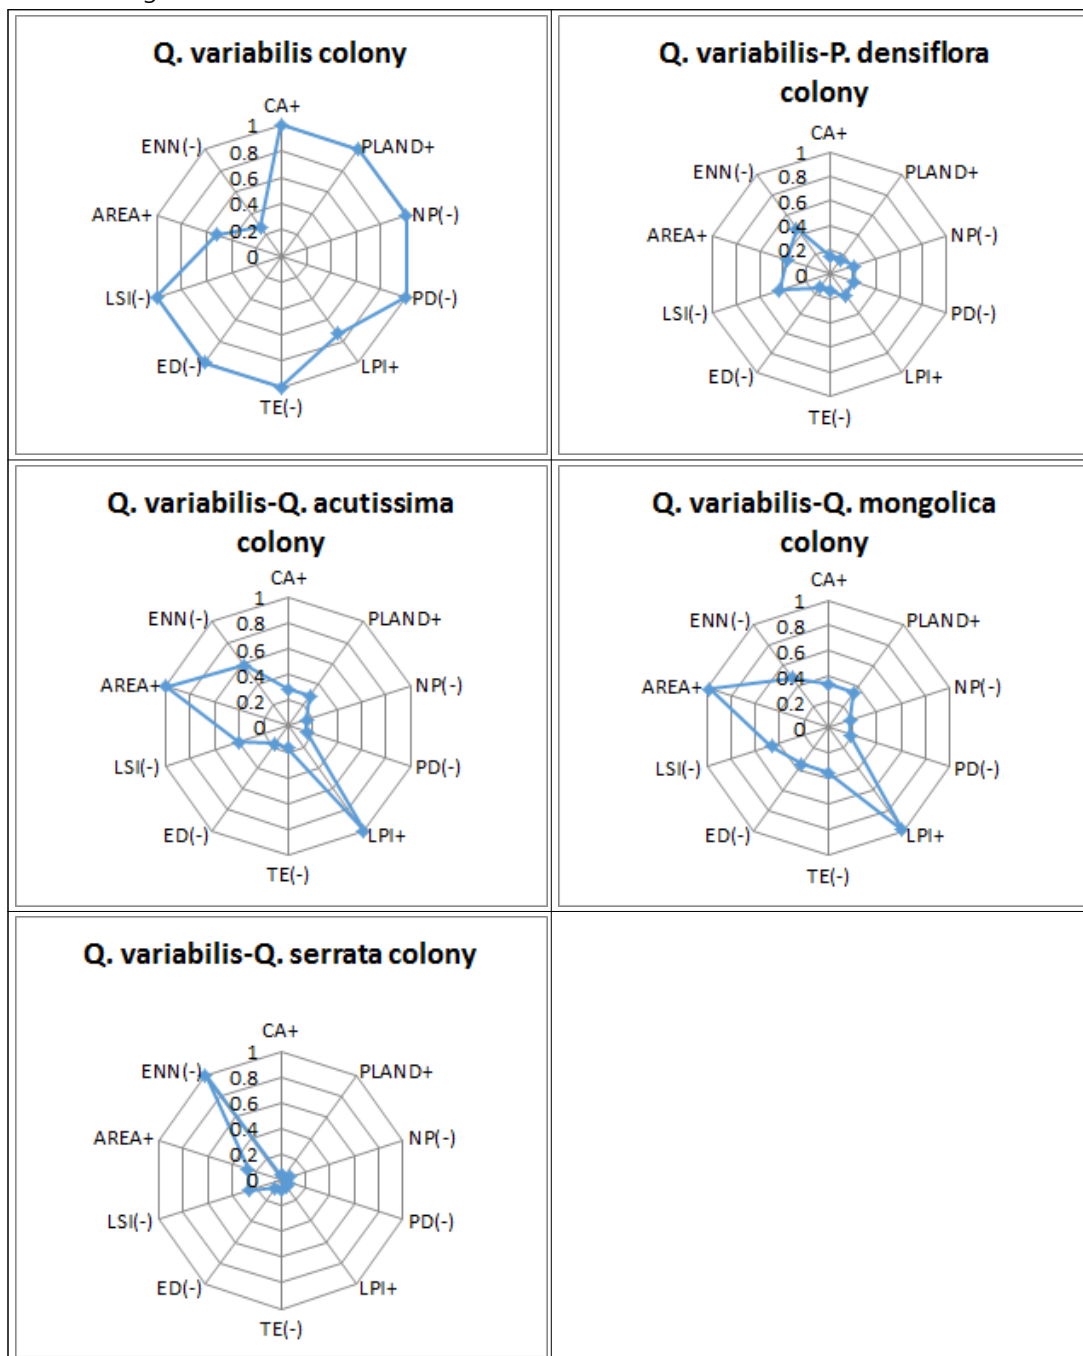 Q. variabilis colony
CA+
PLAND+
NP(-)
PD(-)
LPI+
TE(-)
ED(-)
LSI(-)
AREA+
ENN(-)
1
0.8
0.6
0.4
0.2
0
Q. variabilis-P. densiflora
colony
CA+
PLAND+
NP(-)
PD(-)
LPI+
TE(-)
ED(-)
LSI(-)
AREA+
ENN(-)
1
0.8
0.6
0.4
0.2
0
Q. variabilis-Q. acutissima
colony
CA+
PLAND+
NP(-)
PD(-)
LPI+
TE(-)
ED(-)
LSI(-)
AREA+
ENN(-)
1
0.8
0.6
0.4
0.2
0
Q. variabilis-Q. mongolica
colony
CA+
PLAND+
NP(-)
PD(-)
LPI+
TE(-)
ED(-)
LSI(-)
AREA+
ENN(-)
1
0.8
0.6
0.4
0.2
0
Q. variabilis-Q. serrata colony
CA+
PLAND+
NP(-)
PD(-)
LPI+
TE(-)
ED(-)
LSI(-)
AREA+
ENN(-)
1
0.8
0.6
0.4
0.2
0